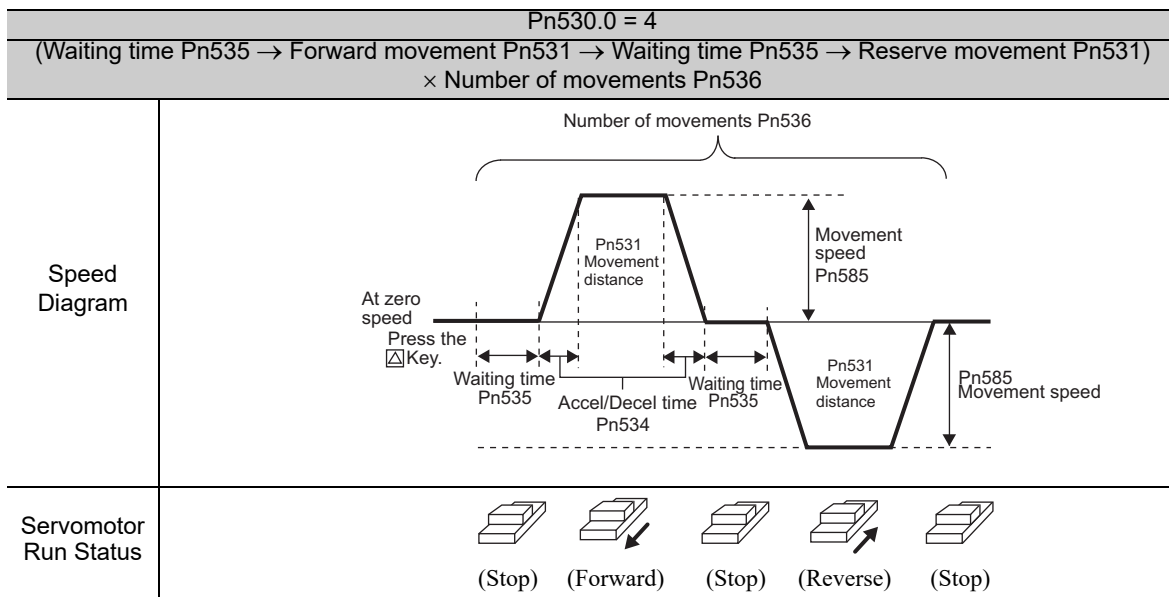 Pn530.0 = 4
(Waiting time Pn535 → Forward movement Pn531 → Waiting time Pn535 → Reserve movement Pn531)
× Number of movements Pn536
Speed
Diagram
Number of movements Pn536
Pn531
Movement
distance
Movement
speed
Pn585
At zero
speed
Press the
△Key.
Waiting time
Pn535
Accel/Decel time
Pn534
Waiting time
Pn535
Pn531
Movement
distance
Pn585
Movement speed
Servomotor
Run Status
(Stop) (Forward) (Stop) (Reverse) (Stop)